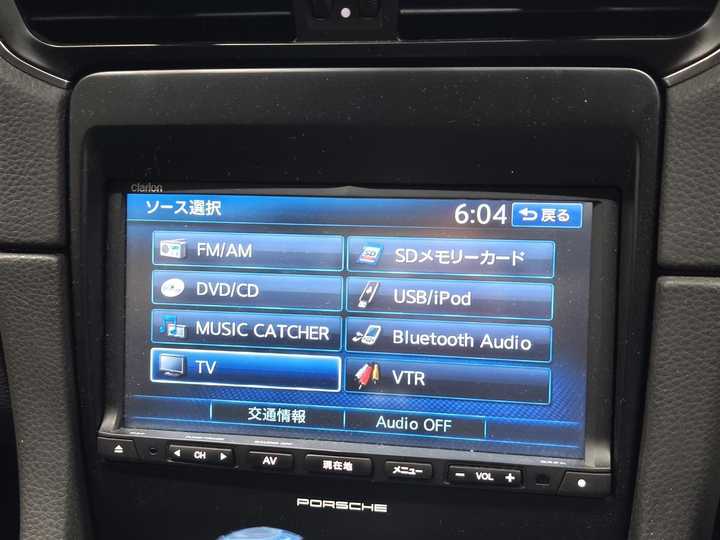 clarion
ソース選択 6:04 戻る
FM/AM SDメモリーカード
DVD/CD USB/iPod
MUSIC CATCHER Bluetooth Audio
TV VTR
交通情報 Audio OFF
CH AV 現在地 メニュー − VOL +
PORSCHE